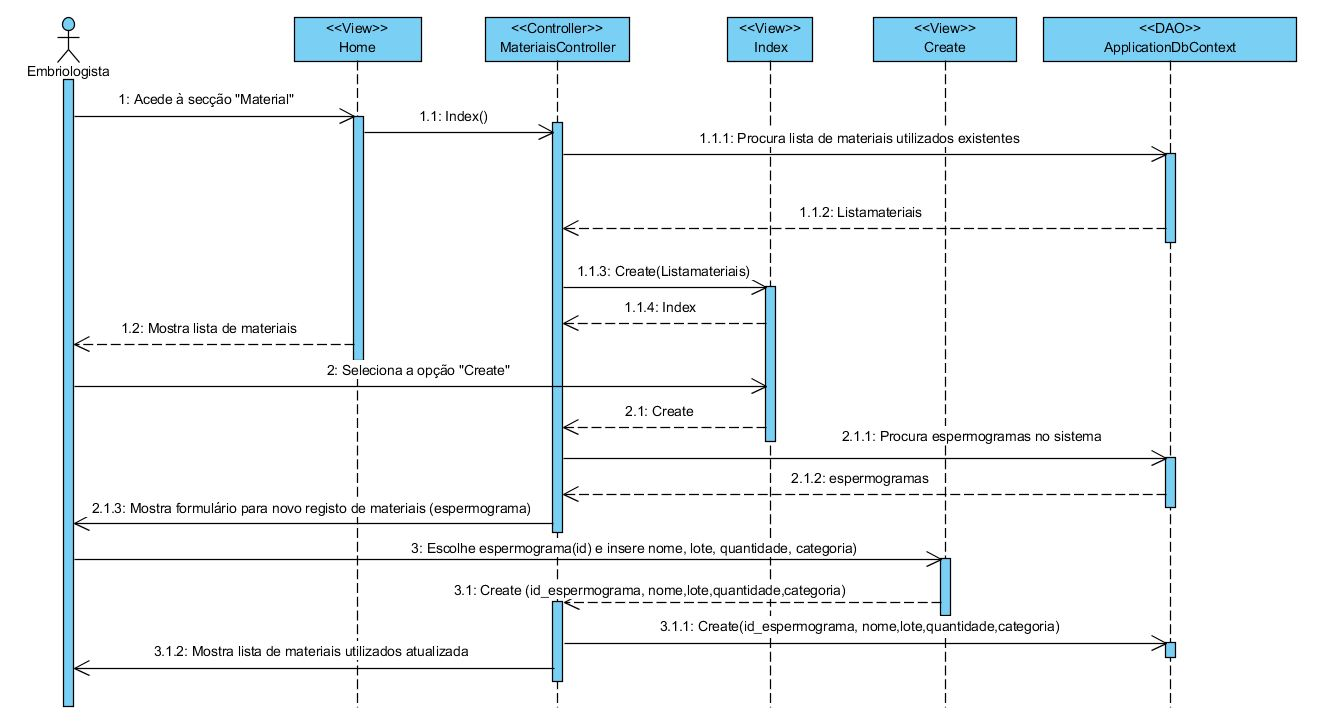 <<View>>
Home
<<Controller>>
MateriaisController
<<View>>
Index
<<View>>
Create
<<DAO>>
ApplicationDbContext
Embriologista
1: Acede à secção "Material"
1.1: Index()
1.1.1: Procura lista de materiais utilizados existentes
1.1.2: Listamateriais
1.1.3: Create(Listamateriais)
1.1.4: Index
1.2: Mostra lista de materiais
2: Seleciona a opção "Create"
2.1: Create
2.1.1: Procura espermogramas no sistema
2.1.2: espermogramas
2.1.3: Mostra formulário para novo registo de materiais (espermograma)
3: Escolhe espermograma(id) e insere nome, lote, quantidade, categoria)
3.1: Create (id_espermograma, nome,lote,quantidade,categoria)
3.1.1: Create(id_espermograma, nome,lote,quantidade,categoria)
3.1.2: Mostra lista de materiais utilizados atualizada